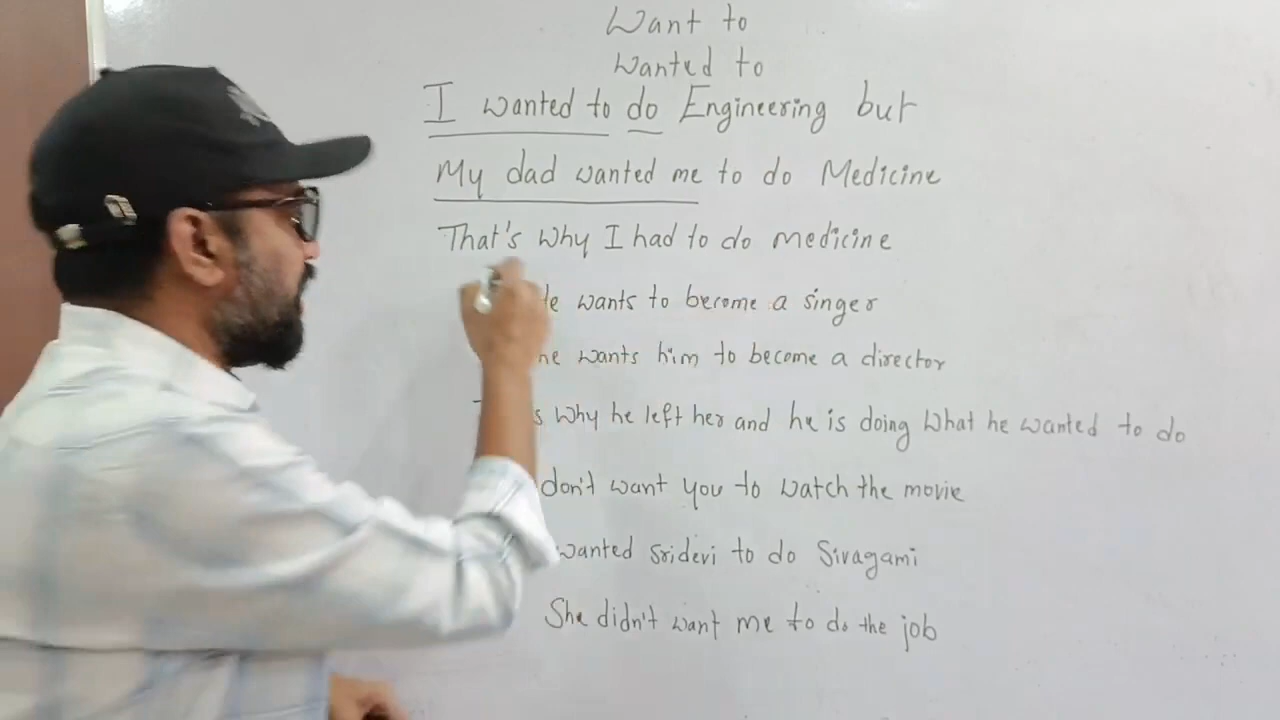 Want to
Wanted to
I wanted to do Engineering but
My dad wanted me to do Medicine
That's why I had to do medicine
wants to become a singer
wants him to become a director
why he left her and he is doing what he wanted to do
don't want you to watch the movie
wanted Sridevi to do Sivagami
She didn't want me to do the job